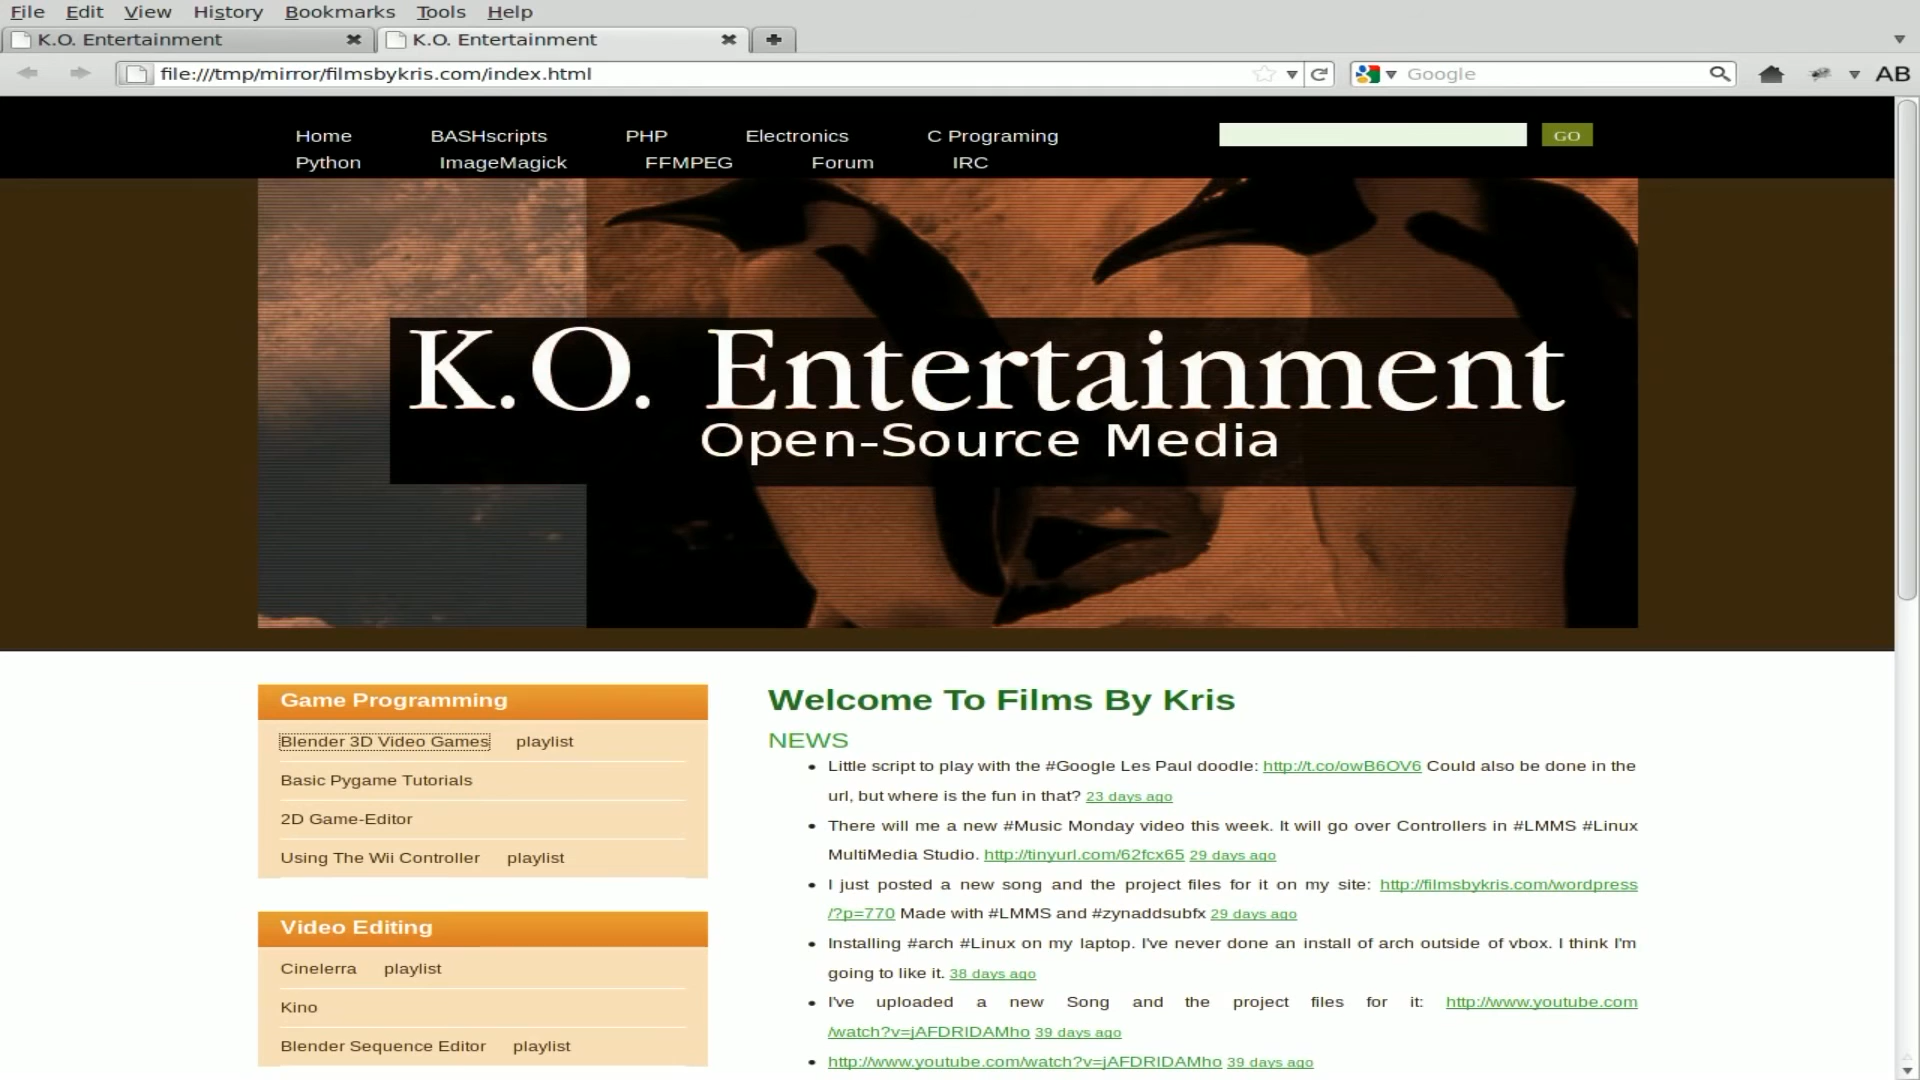 File Edit View History Bookmarks Tools Help
K.O. Entertainment
K.O. Entertainment
file:///tmp/mirror/filmsbykris.com/index.html
Google
AB
Home BASHscripts PHP Electronics C Programing
GO
Python ImageMagick FFMPEG Forum IRC
K.O. Entertainment
Open-Source Media
Game Programming
Blender 3D Video Games playlist
Basic Pygame Tutorials
2D Game-Editor
Using The Wii Controller playlist
Video Editing
Cinelerra playlist
Kino
Blender Sequence Editor playlist
Welcome To Films By Kris
NEWS
Little script to play with the #Google Les Paul doodle: http://t.co/owB6OV6 Could also be done in the
url, but where is the fun in that? 23 days ago
There will me a new #Music Monday video this week. It will go over Controllers in #LMMS #Linux
MultiMedia Studio. http://tinyurl.com/62fcx65 29 days ago
I just posted a new song and the project files for it on my site: http://filmsbykris.com/wordpress
/?p=770 Made with #LMMS and #zynaddsubfx 29 days ago
Installing #arch #Linux on my laptop. I've never done an install of arch outside of vbox. I think I'm
going to like it. 38 days ago
I've uploaded a new Song and the project files for it: http://www.youtube.com
/watch?v=jAFDRIDAMho 39 days ago
http://www.youtube.com/watch?v=jAFDRIDAMho 39 days ago